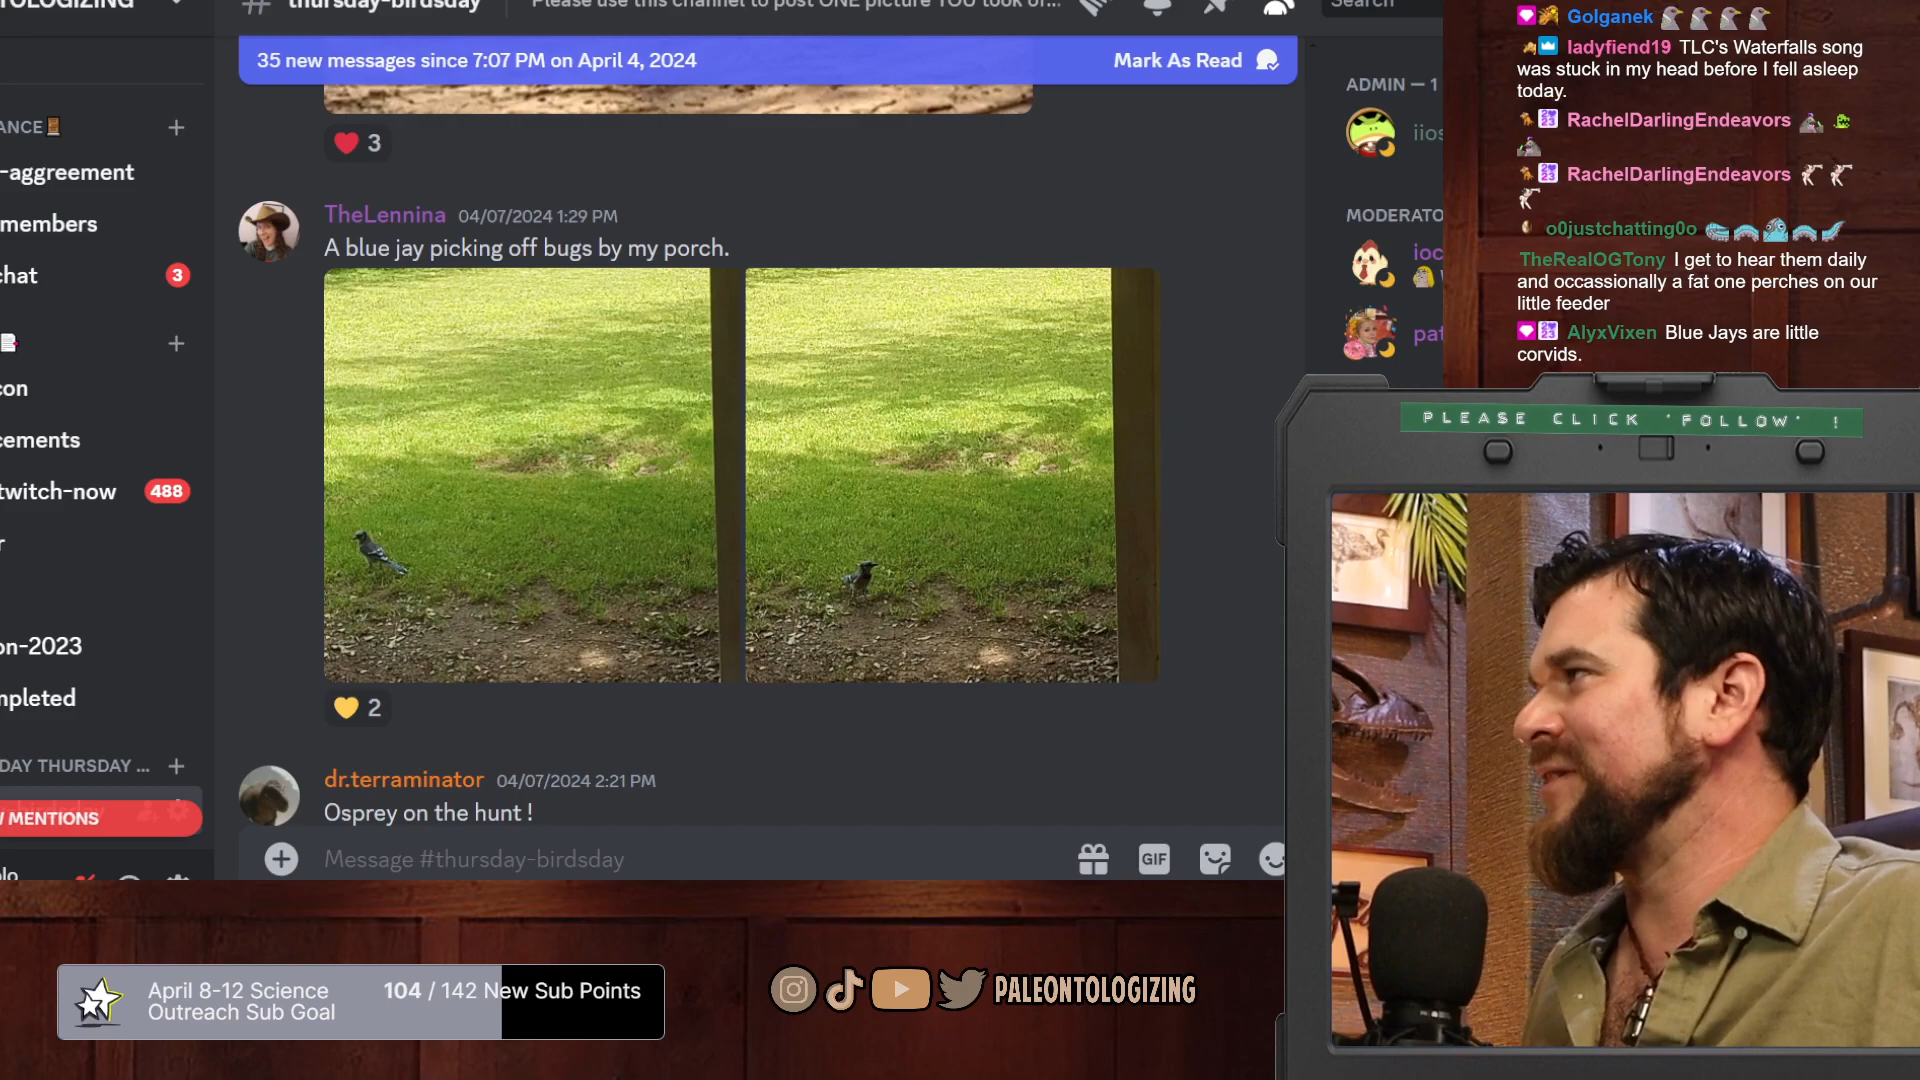 TOLOGIZING
# thursday-birdsday
Please use this channel to post ONE picture YOU took of...
Search
35 new messages since 7:07 PM on April 4, 2024
Mark As Read
ANCE
-aggreement
members
chat
3
con
cements
twitch-now
488
r
on-2023
mpleted
DAY THURSDAY ...
MENTIONS
3
TheLennina 04/07/2024 1:29 PM
A blue jay picking off bugs by my porch.
2
dr.terraminator 04/07/2024 2:21 PM
Osprey on the hunt !
Message #thursday-birdsday
GIF
ADMIN — 1
iios
MODERATO
ioc
pat
Golganek
ladyfiend19 TLC's Waterfalls song
was stuck in my head before I fell asleep
today.
RachelDarlingEndeavors
RachelDarlingEndeavors
o0justchatting0o
TheRealOGTony I get to hear them daily
and occassionally a fat one perches on our
little feeder
AlyxVixen Blue Jays are little
corvids.
PLEASE CLICK 'FOLLOW' !
April 8-12 Science
Outreach Sub Goal
104 / 142 New Sub Points
PALEONTOLOGIZING